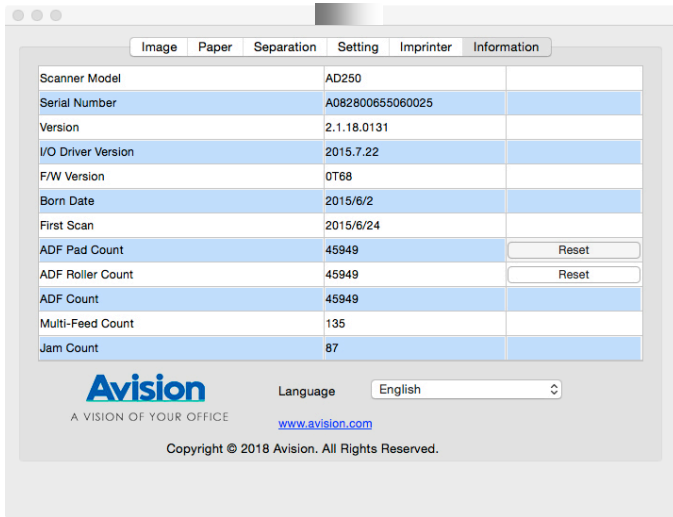 Image Paper Separation Setting Imprinter Information
Scanner Model AD250
Serial Number A082800655060025
Version 2.1.18.0131
I/O Driver Version 2015.7.22
F/W Version 0T68
Born Date 2015/6/2
First Scan 2015/6/24
ADF Pad Count 45949 Reset
ADF Roller Count 45949 Reset
ADF Count 45949
Multi-Feed Count 135
Jam Count 87
Avision
A VISION OF YOUR OFFICE
Language English
www.avision.com
Copyright © 2018 Avision. All Rights Reserved.